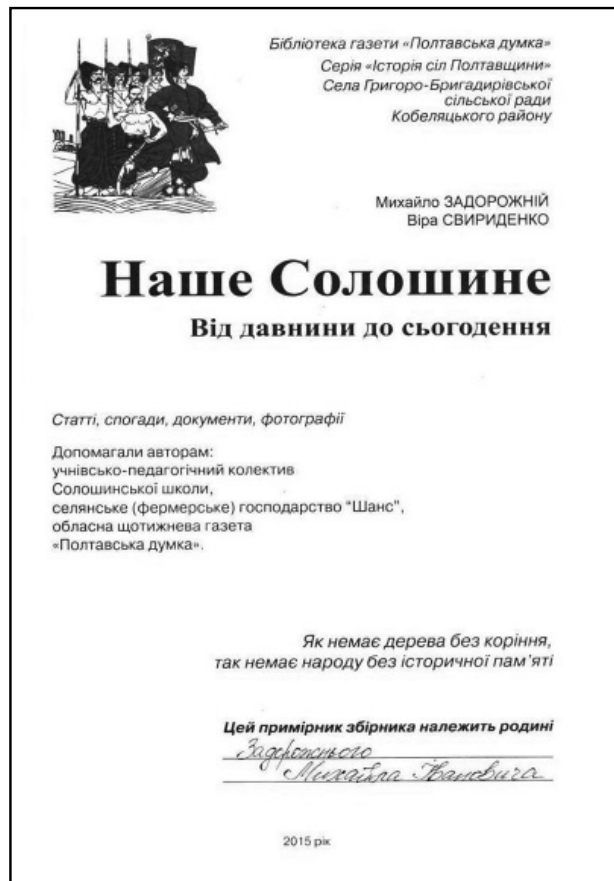 Бібліотека газети «Полтавська думка»
Серія «Історія сіл Полтавщини»
Села Григоро-Бригадирівської
сільської ради
Кобеляцького району
Михайло ЗАДОРОЖНІЙ
Віра СВИРИДЕНКО
Наше Солошине
Від давнини до сьогодення
Статті, спогади, документи, фотографії
Допомагали авторам:
учнівсько-педагогічний колектив
Солошинської школи,
селянське (фермерське) господарство "Шанс",
обласна щотижнева газета
«Полтавська думка».
Як немає дерева без коріння,
так немає народу без історичної пам'яті
Цей примірник збірника належить родині
Задорожнього
Михайла Івановича
2015 рік